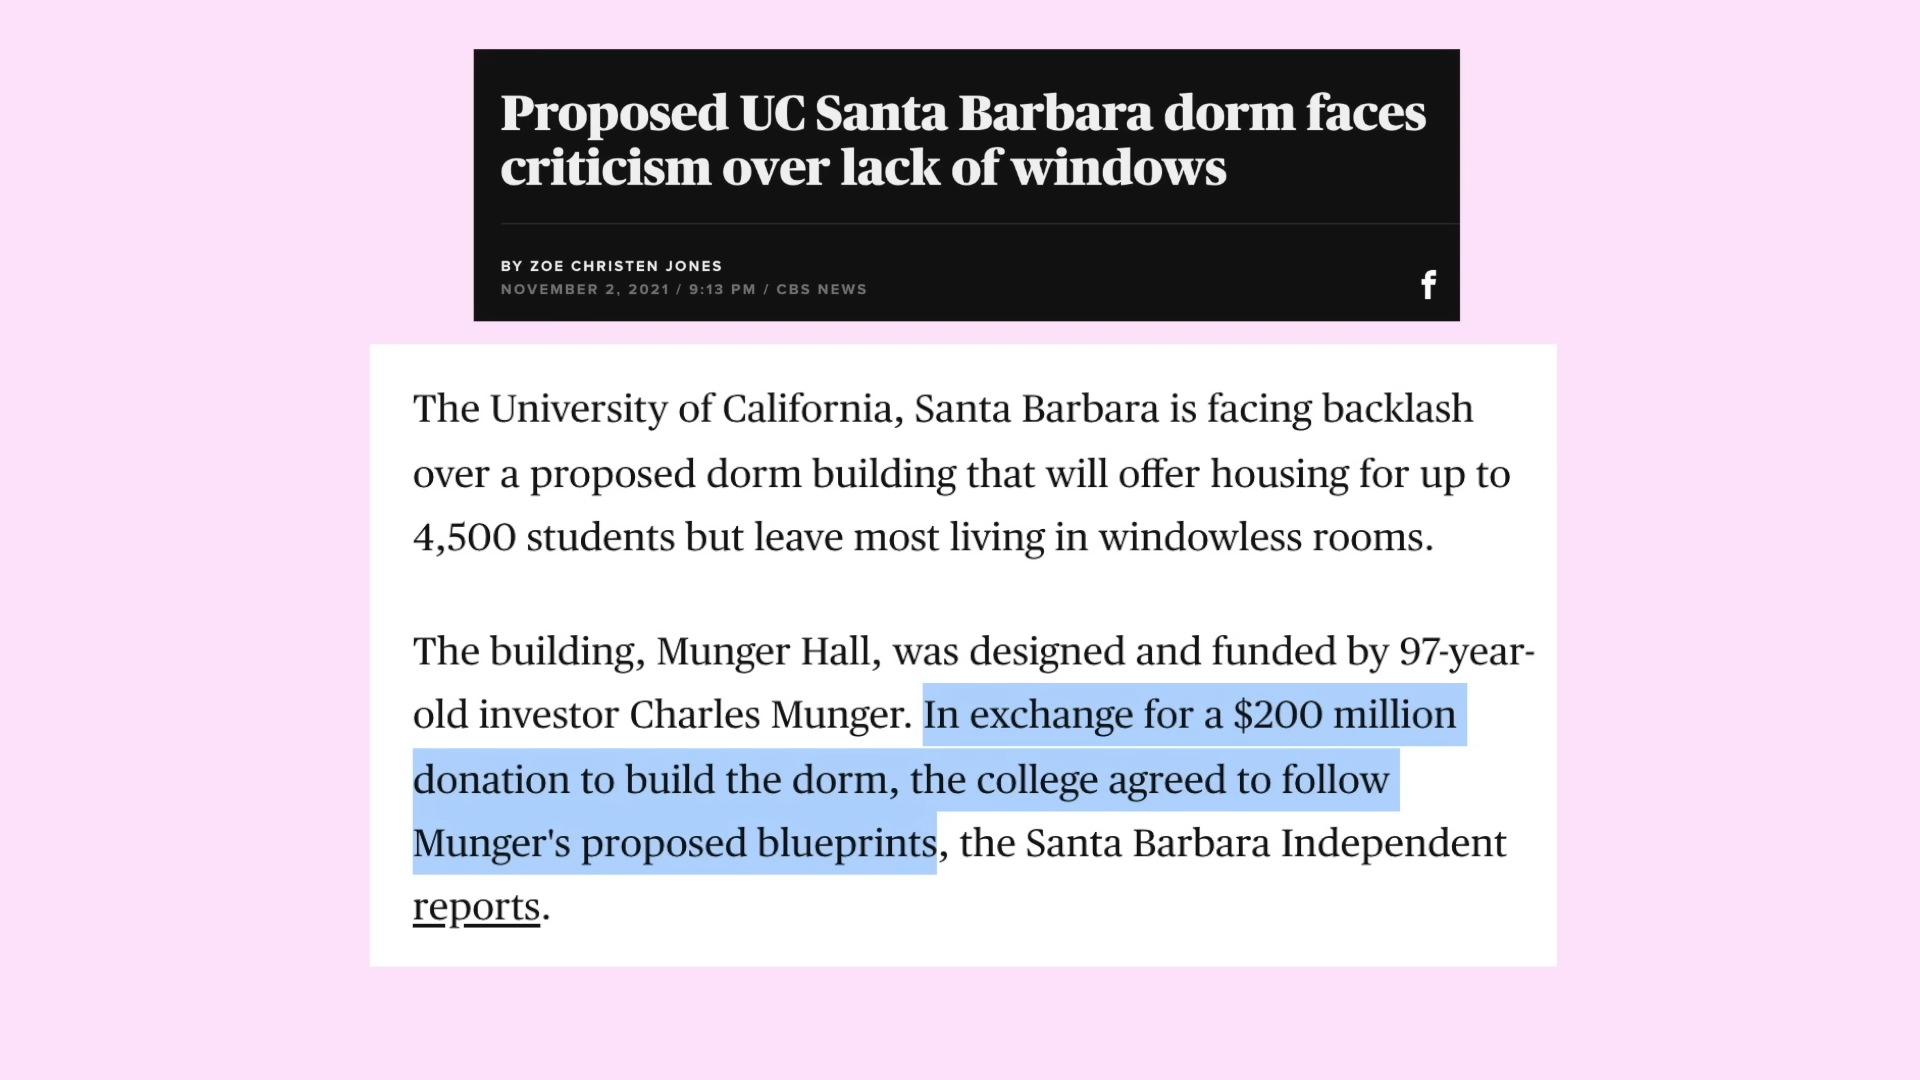 Proposed UC Santa Barbara dorm faces
criticism over lack of windows
BY ZOE CHRISTEN JONES
NOVEMBER 2, 2021 / 9:13 PM / CBS NEWS
f
The University of California, Santa Barbara is facing backlash
over a proposed dorm building that will offer housing for up to
4,500 students but leave most living in windowless rooms.
The building, Munger Hall, was designed and funded by 97-year-
old investor Charles Munger. In exchange for a $200 million
donation to build the dorm, the college agreed to follow
Munger's proposed blueprints, the Santa Barbara Independent
reports.